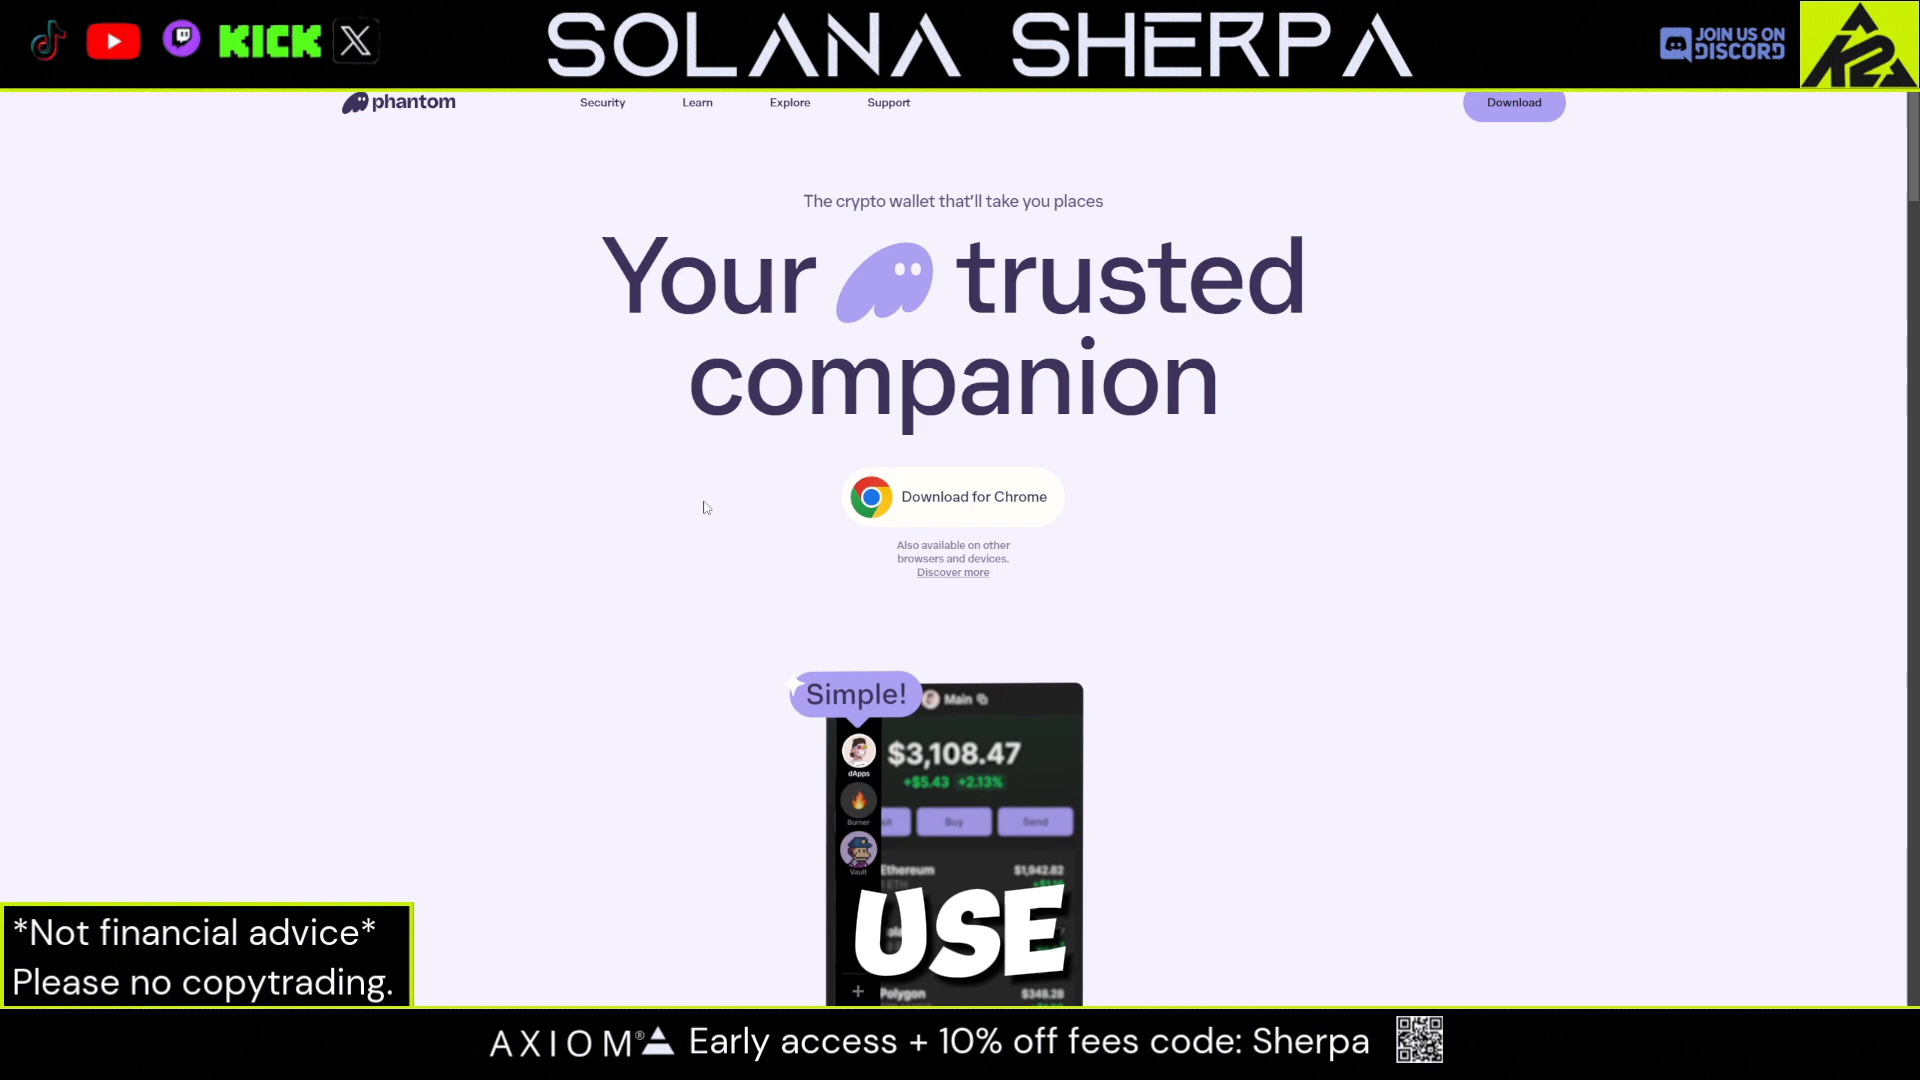 KICK
SOLANA SHERPA
JOIN US ON
DISCORD
K2
phantom
Security
Learn
Explore
Support
Download
The crypto wallet that'll take you places
Your trusted
companion
Download for Chrome
Also available on other
browsers and devices.
Discover more
Simple!
Main
$3,108.47
+$5.43 +2.13%
dApps
Buy
Send
Burner
Vault
Ethereum
$1,942.82
1 ETH
USE
Polygon
$348.28
*Not financial advice*
Please no copytrading.
AXIOM® Early access + 10% off fees code: Sherpa